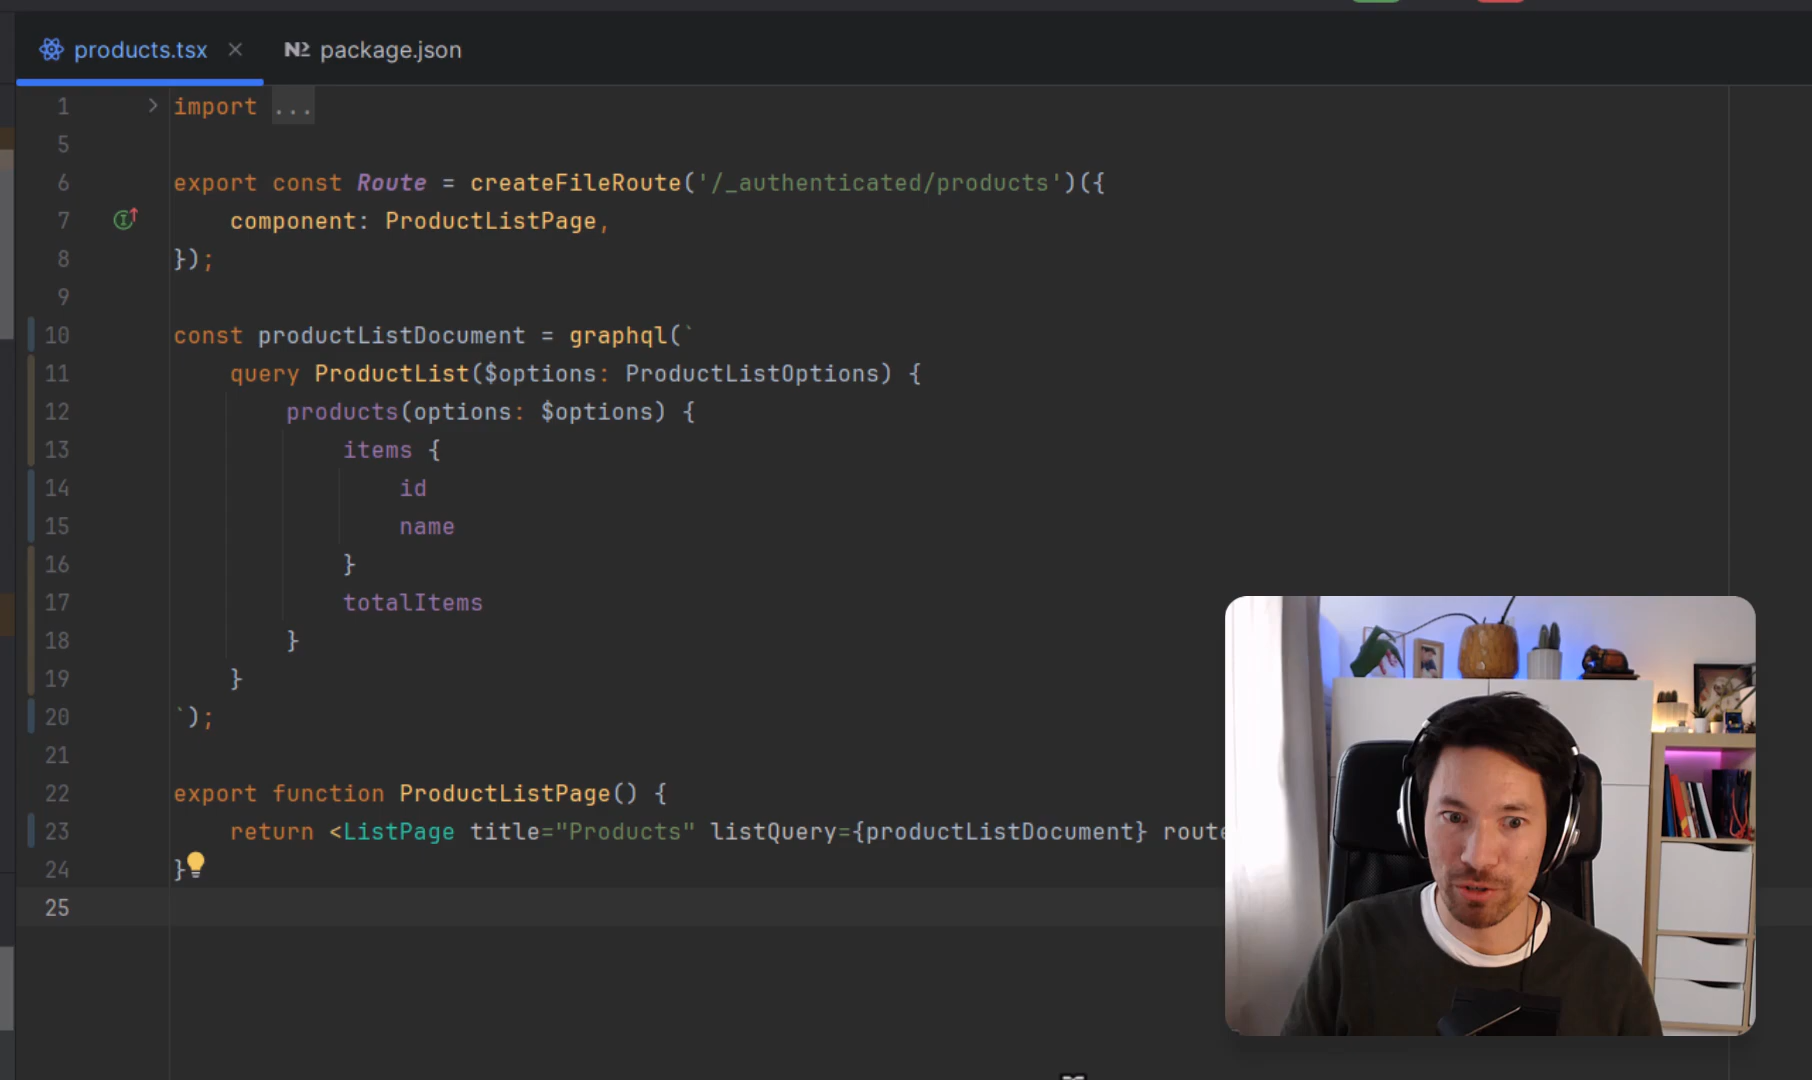 products.tsx
package.json
1 import ...
5
6 export const Route = createFileRoute('/_authenticated/products')({
7 component: ProductListPage,
8 });
9
10 const productListDocument = graphql(`
11 query ProductList($options: ProductListOptions) {
12 products(options: $options) {
13 items {
14 id
15 name
16 }
17 totalItems
18 }
19 }
20 `);
21
22 export function ProductListPage() {
23 return <ListPage title="Products" listQuery={productListDocument} route
24 }
25